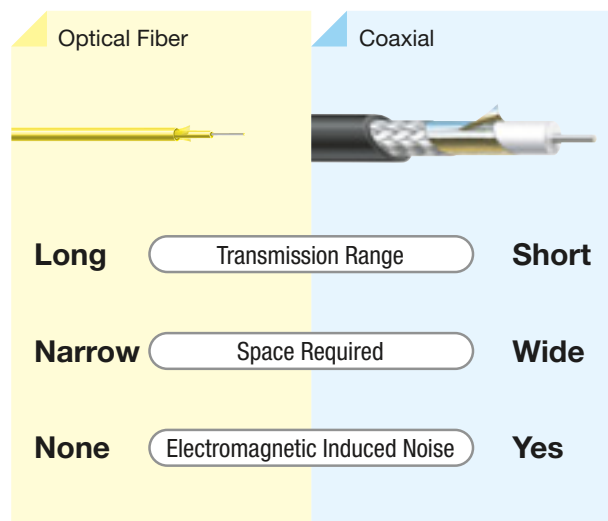 Optical Fiber
Coaxial
Long Transmission Range Short
Narrow Space Required Wide
None Electromagnetic Induced Noise Yes